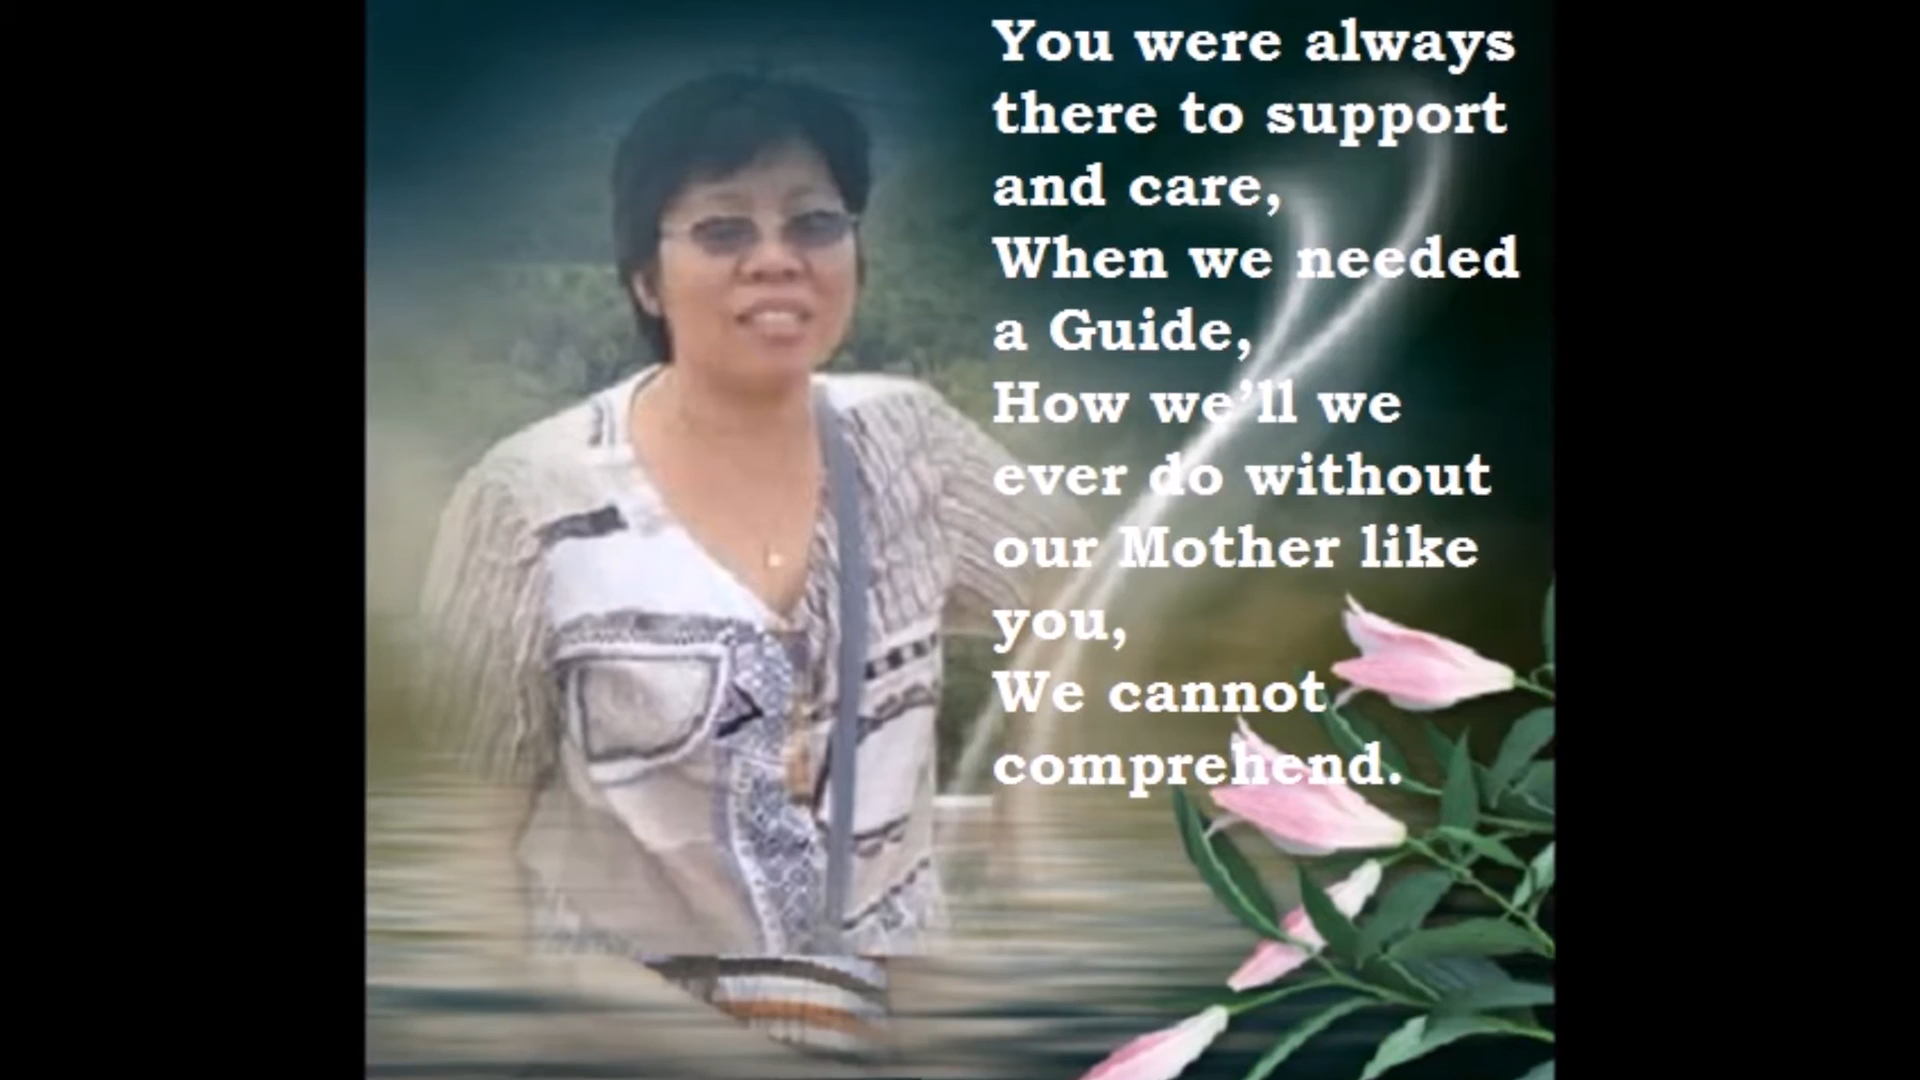 You were always
there to support
and care,
When we needed
a Guide,
How we’ll we
ever do without
our Mother like
you,
We cannot
comprehend.